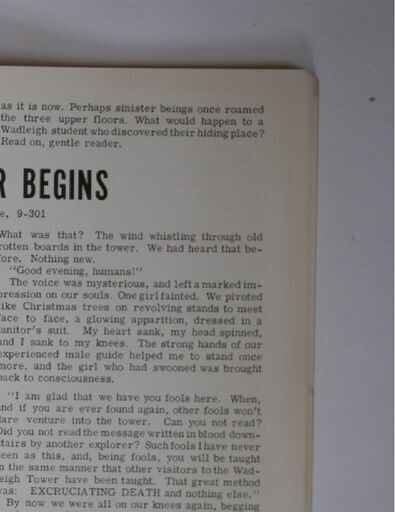 as it is now. Perhaps sinister beings once roamed
the three upper floors. What would happen to a
Wadleigh student who discovered their hiding place?
Read on, gentle reader.
R BEGINS
e, 9-301
What was that? The wind whistling through old
rotten boards in the tower. We had heard that be-
fore. Nothing new.
"Good evening, humans!"
The voice was mysterious, and left a marked im-
pression on our souls. One girl fainted. We pivoted
like Christmas trees on revolving stands to meet
face to face, a glowing apparition, dressed in a
janitor's suit. My heart sank, my head spinned,
and I sank to my knees. The strong hands of our
experienced male guide helped me to stand once
more, and the girl who had swooned was brought
back to consciousness.
"I am glad that we have you fools here. When,
and if you are ever found again, other fools won't
dare venture into the tower. Can you not read?
Did you not read the message written in blood down-
stairs by another explorer? Such fools I have never
seen as this, and, being fools, you will be taught
in the same manner that other visitors to the Wad-
leigh Tower have been taught. That great method
was: EXCRUCIATING DEATH and nothing else."
By now we were all on our knees again, begging